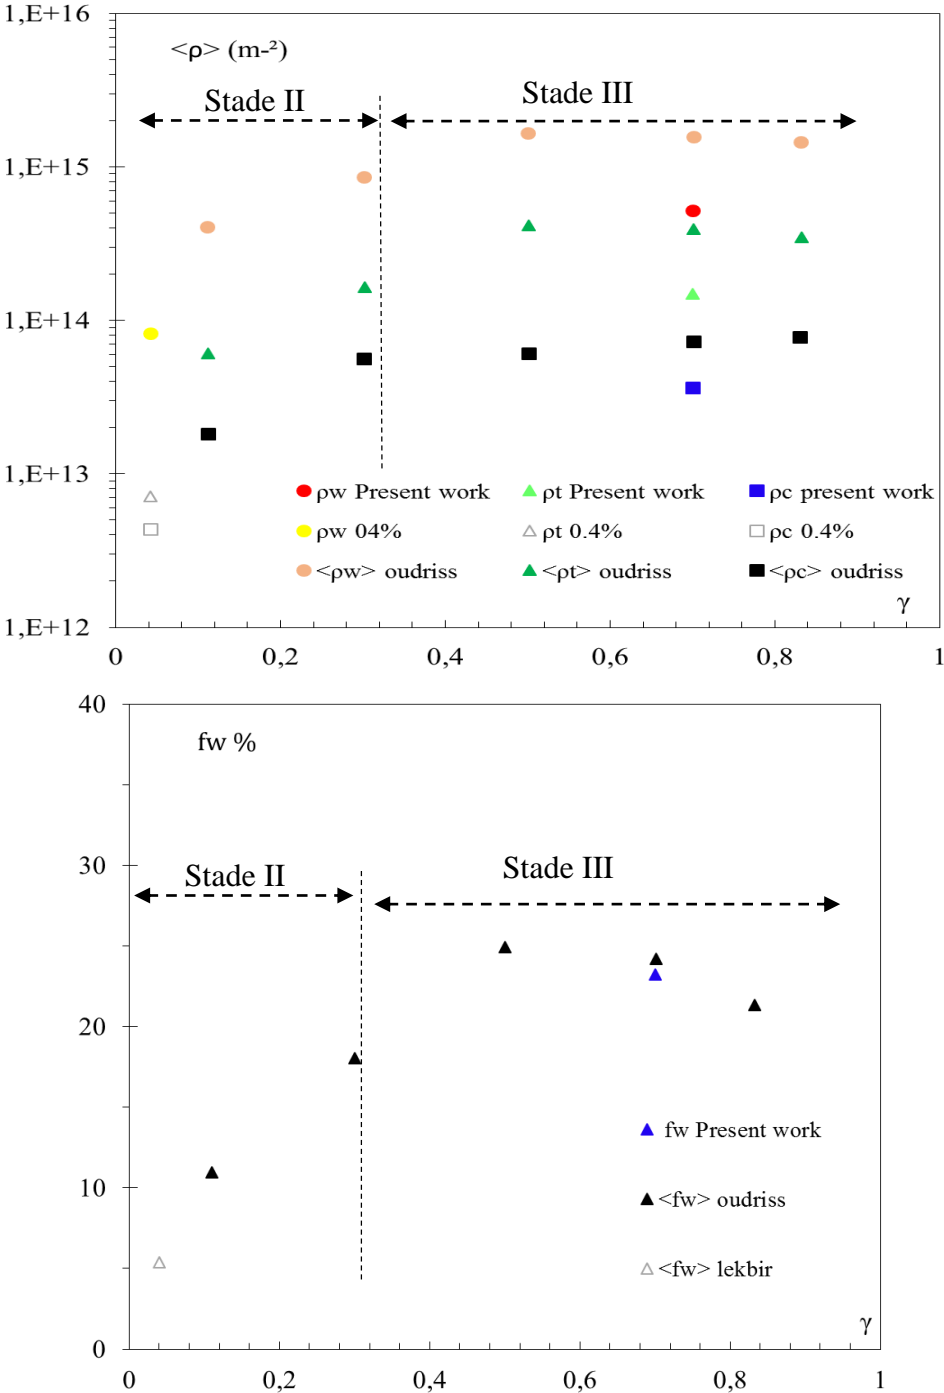 1,E+16
<ρ> (m-²)
Stade II
Stade III
1,E+15
1,E+14
1,E+13
ρw Present work
ρt Present work
ρc present work
ρw 04%
ρt 0.4%
ρc 0.4%
<ρw> oudriss
<ρt> oudriss
<ρc> oudriss
γ
1,E+12
0 0,2 0,4 0,6 0,8 1
40
fw %
30
Stade II
Stade III
20
fw Present work
10
<fw> oudriss
<fw> lekbir
γ
0
0 0,2 0,4 0,6 0,8 1